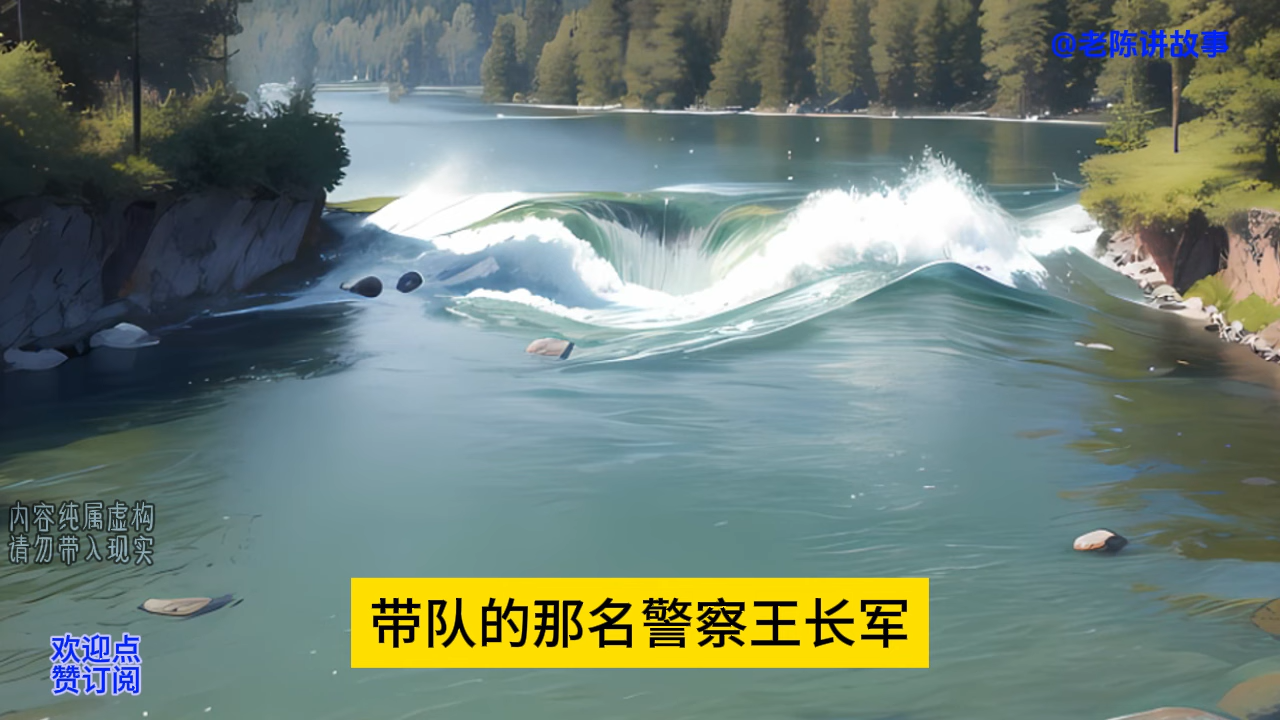 @老陈讲故事
内容纯属虚构
请勿带入现实
带队的那名警察王长军
欢迎点
赞订阅